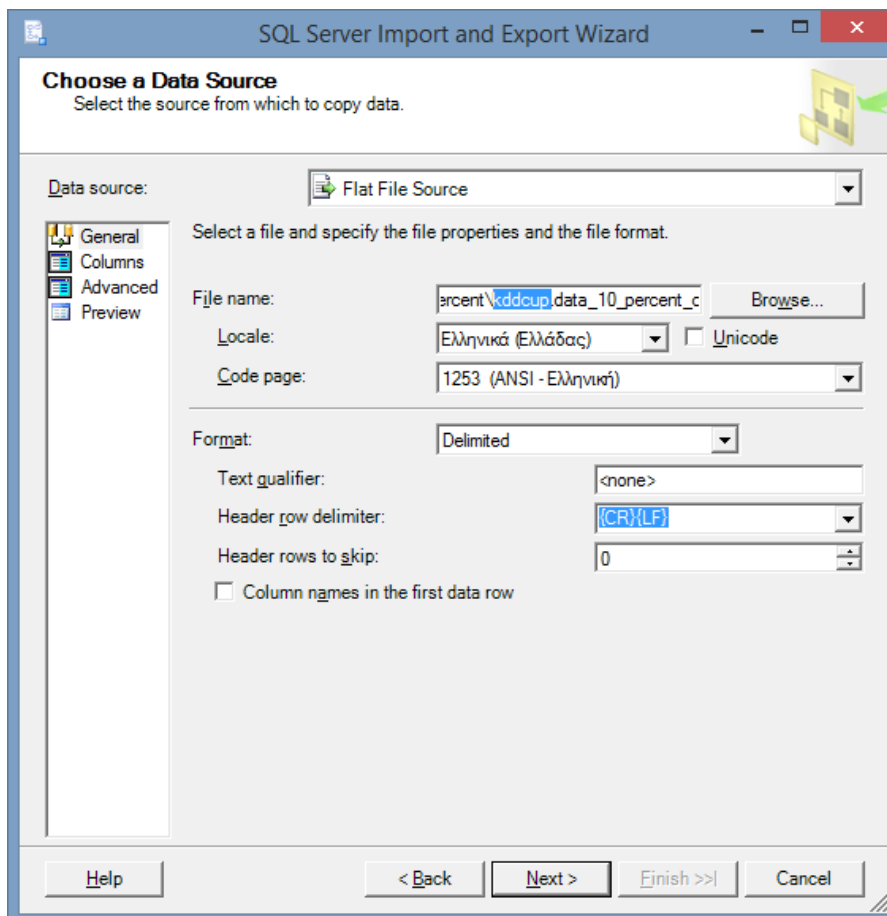 SQL Server Import and Export Wizard
Choose a Data Source
Select the source from which to copy data.
Data source: Flat File Source
General
Columns
Advanced
Preview
Select a file and specify the file properties and the file format.
File name: ercent\kddcup.data_10_percent_c Browse...
Locale: Ελληνικά (Ελλάδας) Unicode
Code page: 1253 (ANSI - Ελληνική)
Format: Delimited
Text qualifier: <none>
Header row delimiter: {CR}{LF}
Header rows to skip: 0
Column names in the first data row
Help < Back Next > Finish >>| Cancel